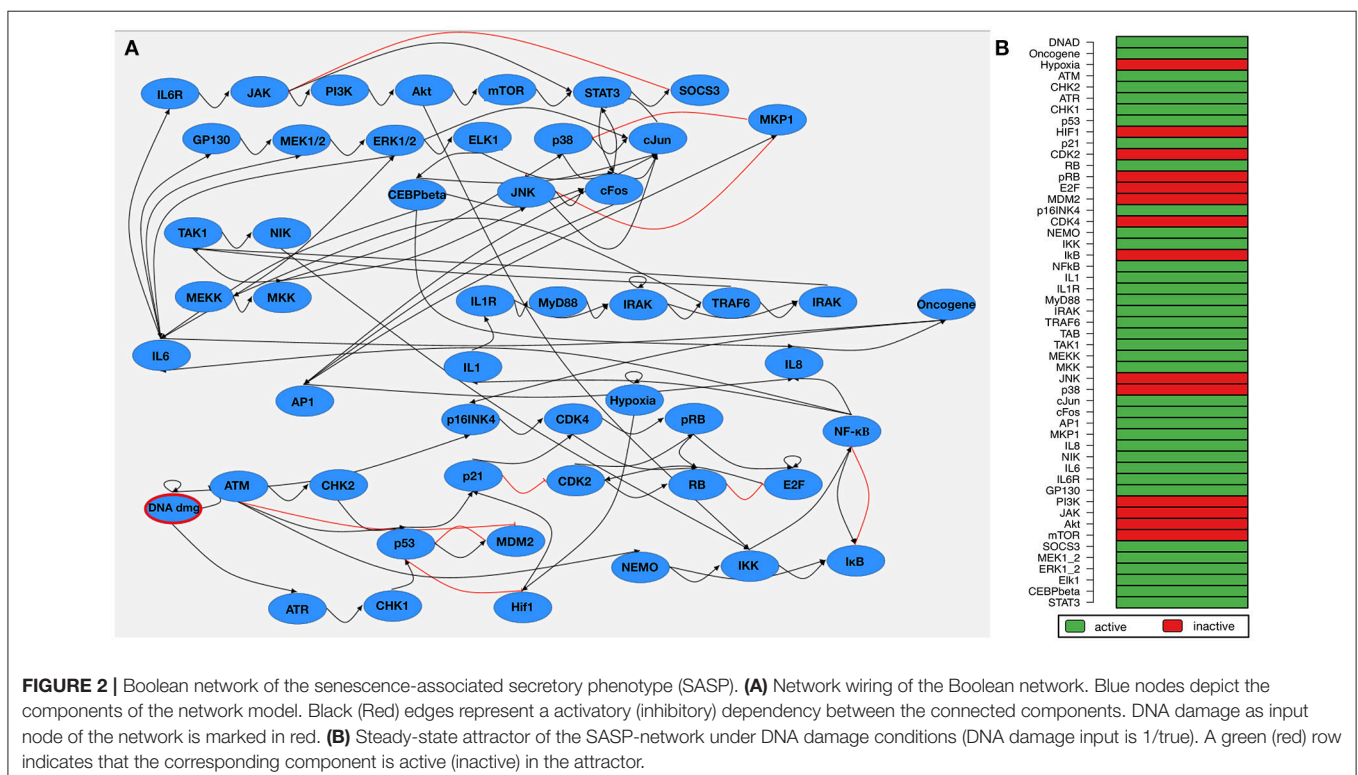 A
IL6R
JAK
PI3K
Akt
mTOR
STAT3
SOCS3
MKP1
GP130
MEK1/2
ERK1/2
ELK1
p38
cJun
CEBPbeta
JNK
cFos
TAK1
NIK
MEKK
MKK
IL1R
MyD88
IRAK
TRAF6
IRAK
Oncogene
IL6
IL1
IL8
AP1
Hypoxia
p16INK4
CDK4
pRB
NF-κB
ATM
CHK2
p21
CDK2
RB
E2F
DNA dmg
p53
MDM2
NEMO
IKK
IκB
ATR
CHK1
Hif1
B
DNAD
Oncogene
Hypoxia
ATM
CHK2
ATR
CHK1
p53
HIF1
p21
CDK2
RB
pRB
E2F
MDM2
p16INK4
CDK4
NEMO
IKK
IkB
NFkB
IL1
IL1R
MyD88
IRAK
TRAF6
TAB
TAK1
MEKK
MKK
JNK
p38
cJun
cFos
AP1
MKP1
IL8
NIK
IL6
IL6R
GP130
PI3K
JAK
Akt
mTOR
SOCS3
MEK1_2
ERK1_2
Elk1
CEBPbeta
STAT3
active inactive
FIGURE 2 | Boolean network of the senescence-associated secretory phenotype (SASP). (A) Network wiring of the Boolean network. Blue nodes depict the
components of the network model. Black (Red) edges represent a activatory (inhibitory) dependency between the connected components. DNA damage as input
node of the network is marked in red. (B) Steady-state attractor of the SASP-network under DNA damage conditions (DNA damage input is 1/true). A green (red) row
indicates that the corresponding component is active (inactive) in the attractor.